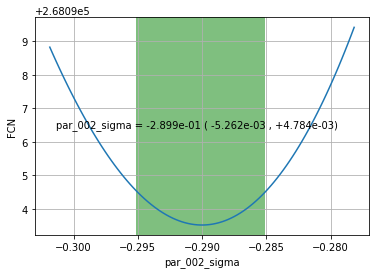 +2.6809e5
9
8
7
6
5
4
FCN
par_002_sigma = -2.899e-01 ( -5.262e-03 , +4.784e-03)
−0.300
−0.295
−0.290
−0.285
−0.280
par_002_sigma